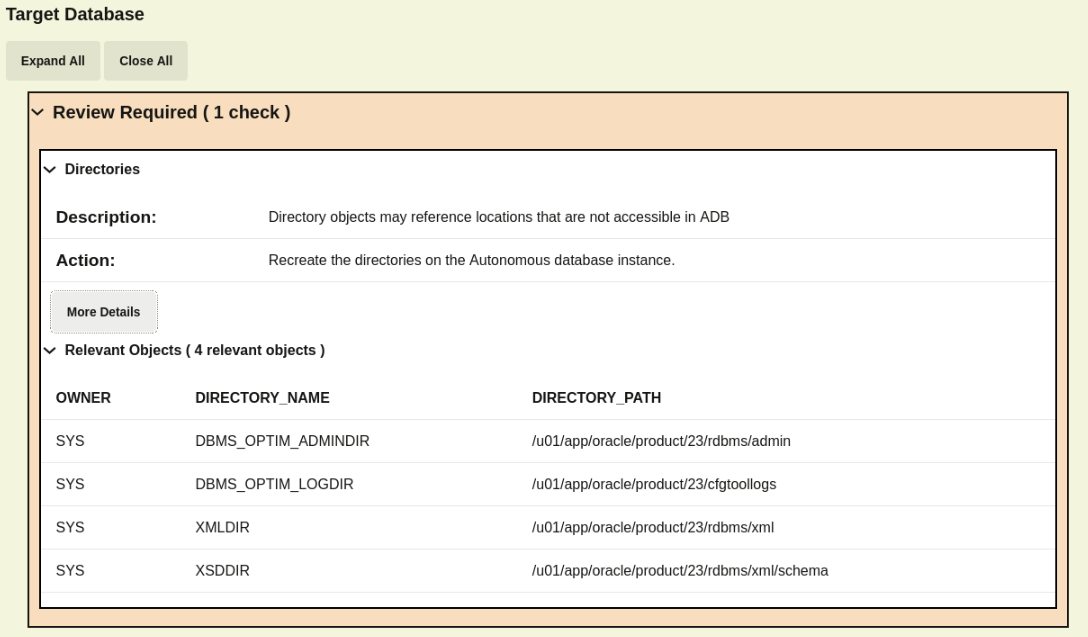 Target Database
Expand All Close All
Review Required ( 1 check )
Directories
Description: Directory objects may reference locations that are not accessible in ADB
Action: Recreate the directories on the Autonomous database instance.
More Details
Relevant Objects ( 4 relevant objects )
OWNER DIRECTORY_NAME DIRECTORY_PATH
SYS DBMS_OPTIM_ADMINDIR /u01/app/oracle/product/23/rdbms/admin
SYS DBMS_OPTIM_LOGDIR /u01/app/oracle/product/23/cfgtoollogs
SYS XMLDIR /u01/app/oracle/product/23/rdbms/xml
SYS XSDDIR /u01/app/oracle/product/23/rdbms/xml/schema